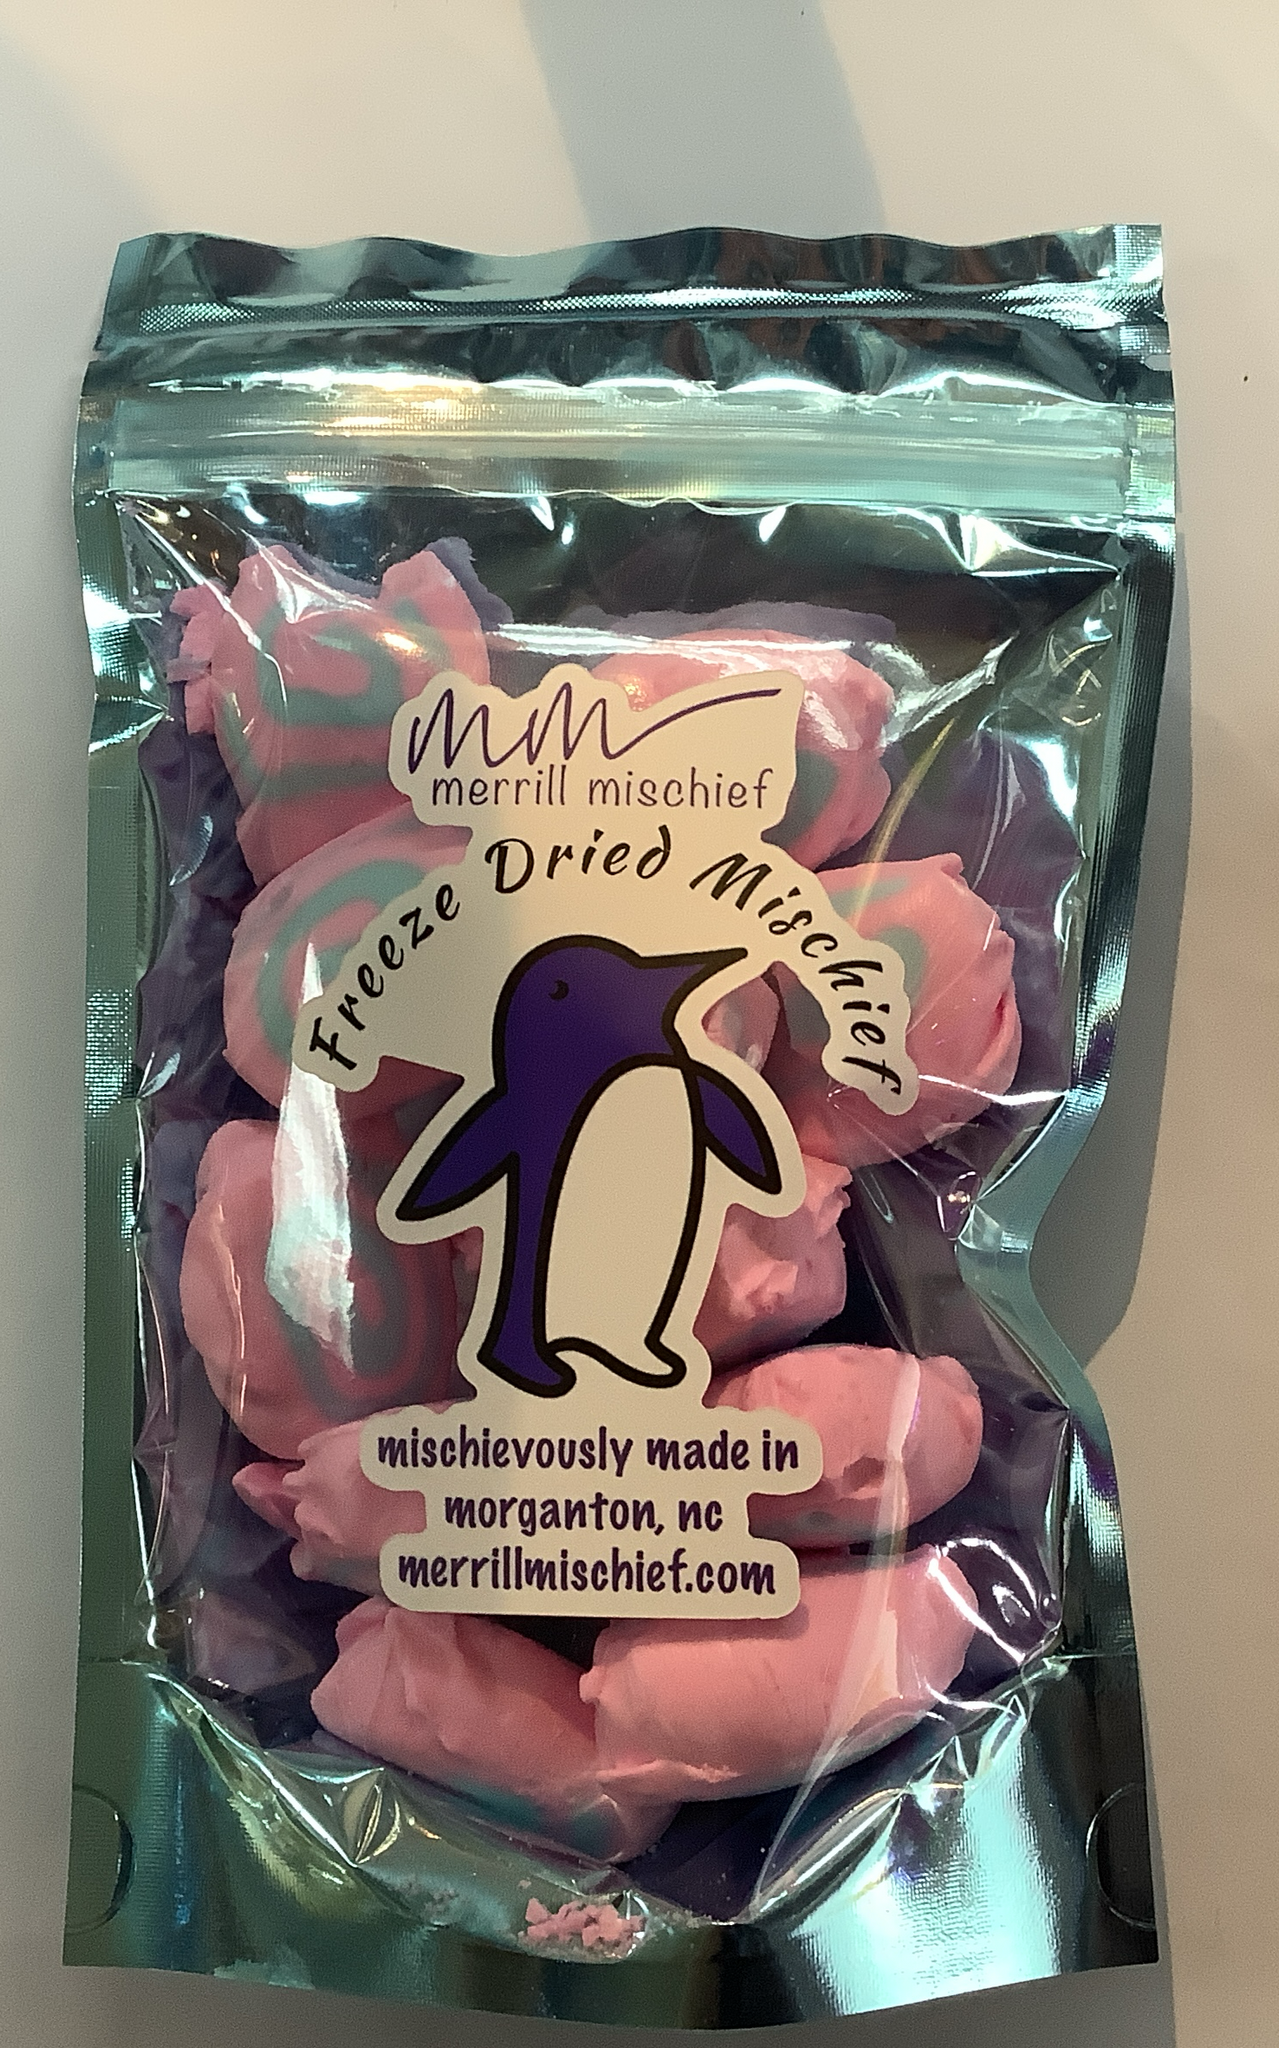 mm
merrill mischief
Freeze Dried Mischief
mischievously made in
morganton, nc
merrillmischief.com